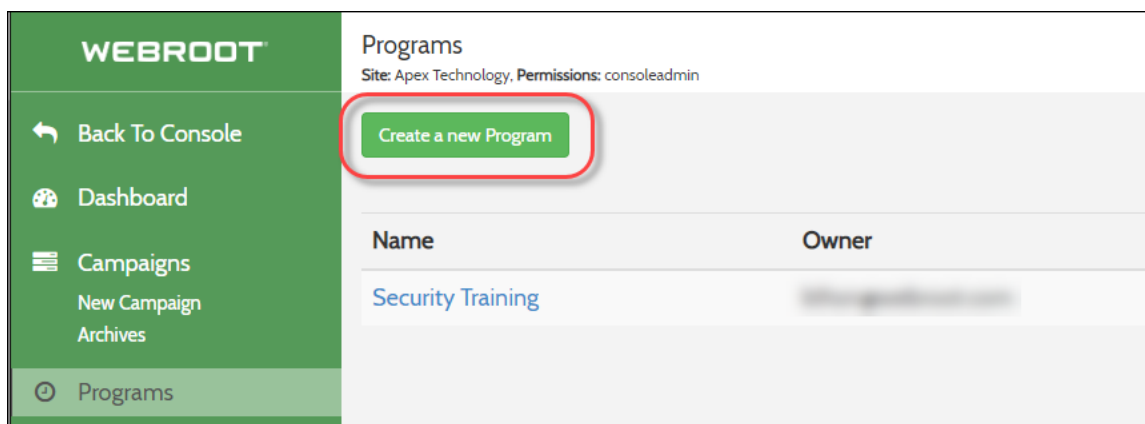 WEBROOT
Back To Console
Dashboard
Campaigns
New Campaign
Archives
Programs
Programs
Site: Apex Technology, Permissions: consoleadmin
Create a new Program
Name Owner
Security Training